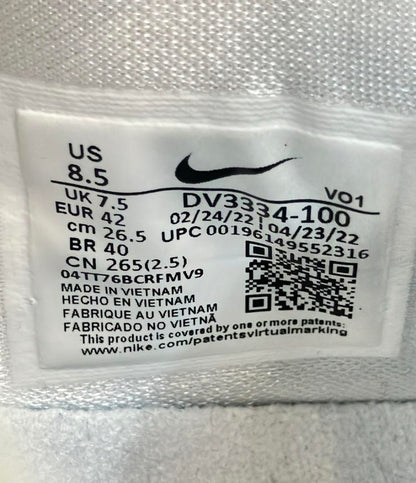 US
8.5
VO1
UK 7.5
DV3334-100
EUR 42
02/24/22 04/23/22
cm 26.5
UPC 00196149552316
BR 40
CN 265(2.5)
04TT76BCRFMV9
MADE IN VIETNAM
HECHO EN VIETNAM
FABRIQUE AU VIETNAM
FABRICADO NO VIETNÃ
This product is covered by one or more patents:
www.nike.com/patentsvirtualmarking